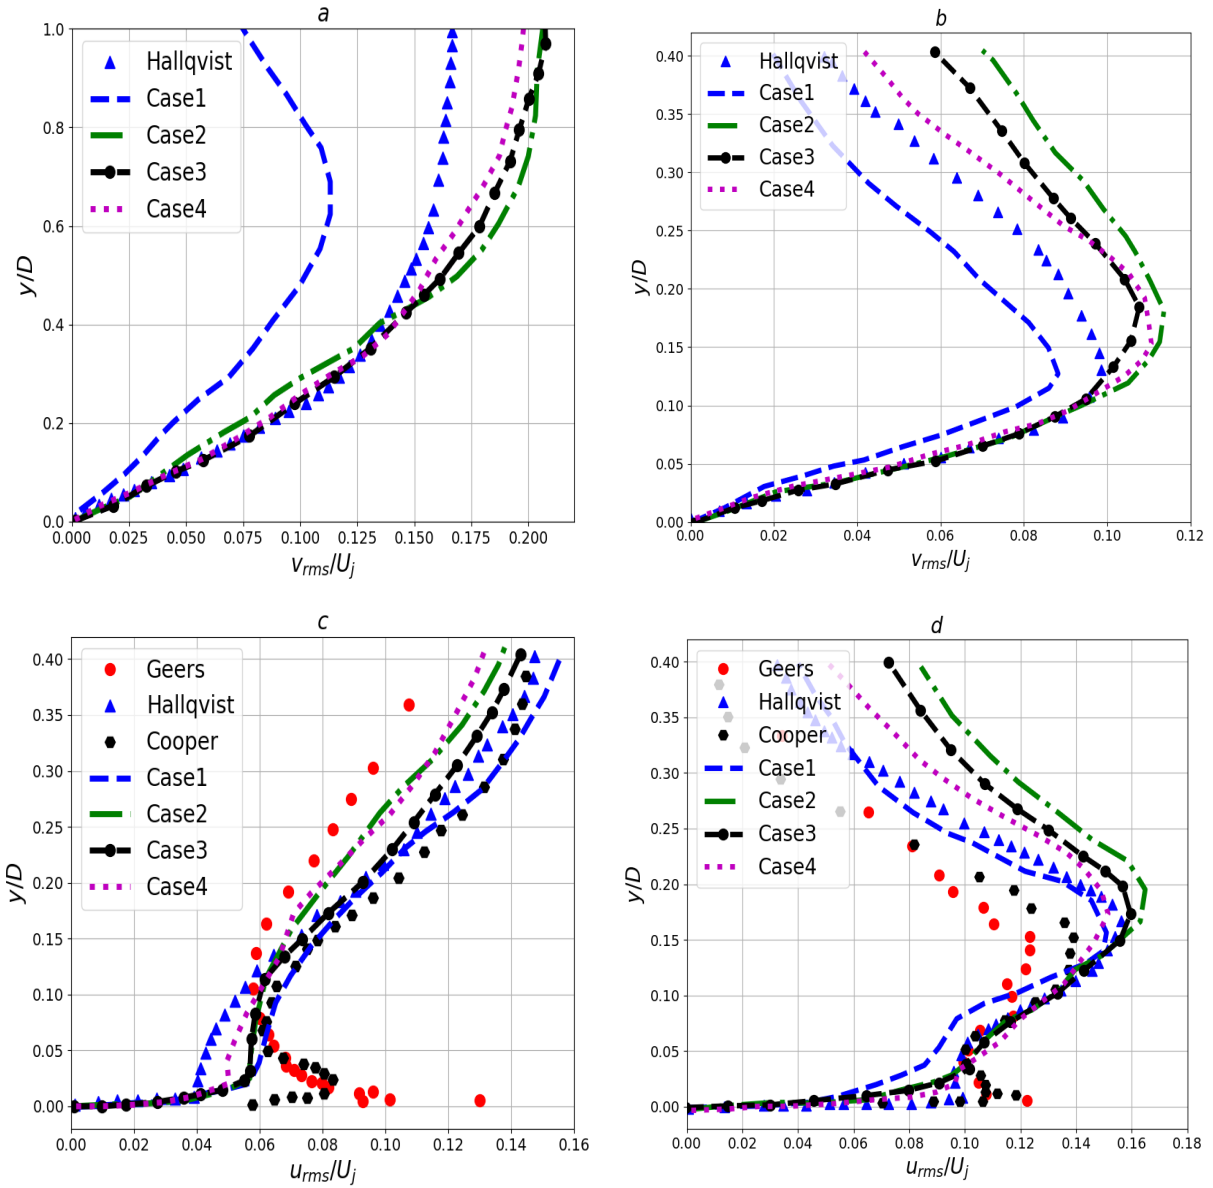 a
1.0
0.8
0.6
0.4
0.2
0.0
y/D
Hallqvist
Case1
Case2
Case3
Case4
0.000 0.025 0.050 0.075 0.100 0.125 0.150 0.175 0.200
v_rms/U_j
b
0.40
0.35
0.30
0.25
0.20
0.15
0.10
0.05
0.00
y/D
Hallqvist
Case1
Case2
Case3
Case4
0.00 0.02 0.04 0.06 0.08 0.10 0.12
v_rms/U_j
c
0.40
0.35
0.30
0.25
0.20
0.15
0.10
0.05
0.00
y/D
Geers
Hallqvist
Cooper
Case1
Case2
Case3
Case4
0.00 0.02 0.04 0.06 0.08 0.10 0.12 0.14 0.16
u_rms/U_j
d
0.40
0.35
0.30
0.25
0.20
0.15
0.10
0.05
0.00
y/D
Geers
Hallqvist
Cooper
Case1
Case2
Case3
Case4
0.00 0.02 0.04 0.06 0.08 0.10 0.12 0.14 0.16 0.18
u_rms/U_j